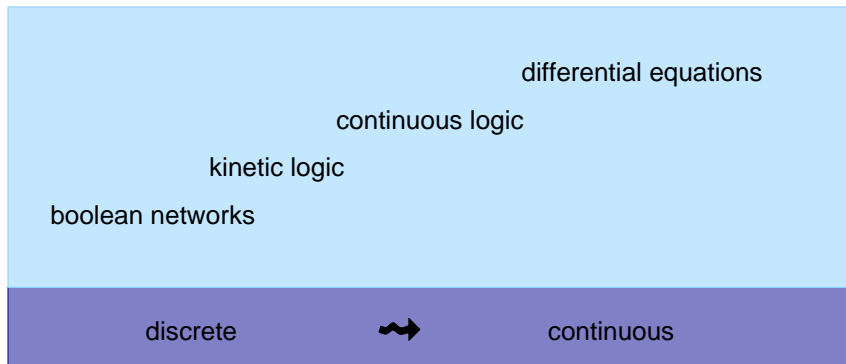 differential equations
continuous logic
kinetic logic
boolean networks
discrete ⇝ continuous